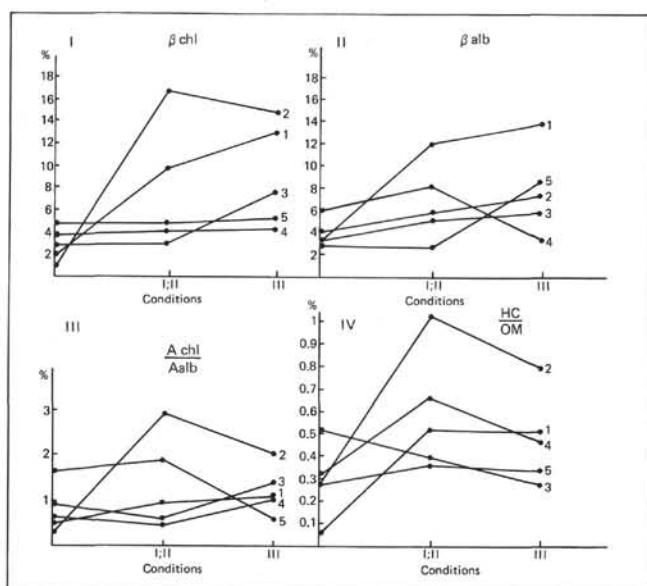 I
β chl
%
18
16
14
12
10
8
6
4
2
2
1
3
5
4
I;II
III
Conditions
II
β alb
%
18
16
14
12
10
8
6
4
2
1
5
2
3
4
I;II
III
Conditions
III
A chl
Aalb
%
3
2
1
2
3
1
4
5
I;II
III
Conditions
IV
HC
OM
%
1
0.9
0.8
0.7
0.6
0.5
0.4
0.3
0.2
0,1
2
1
4
5
3
I;II
III
Conditions